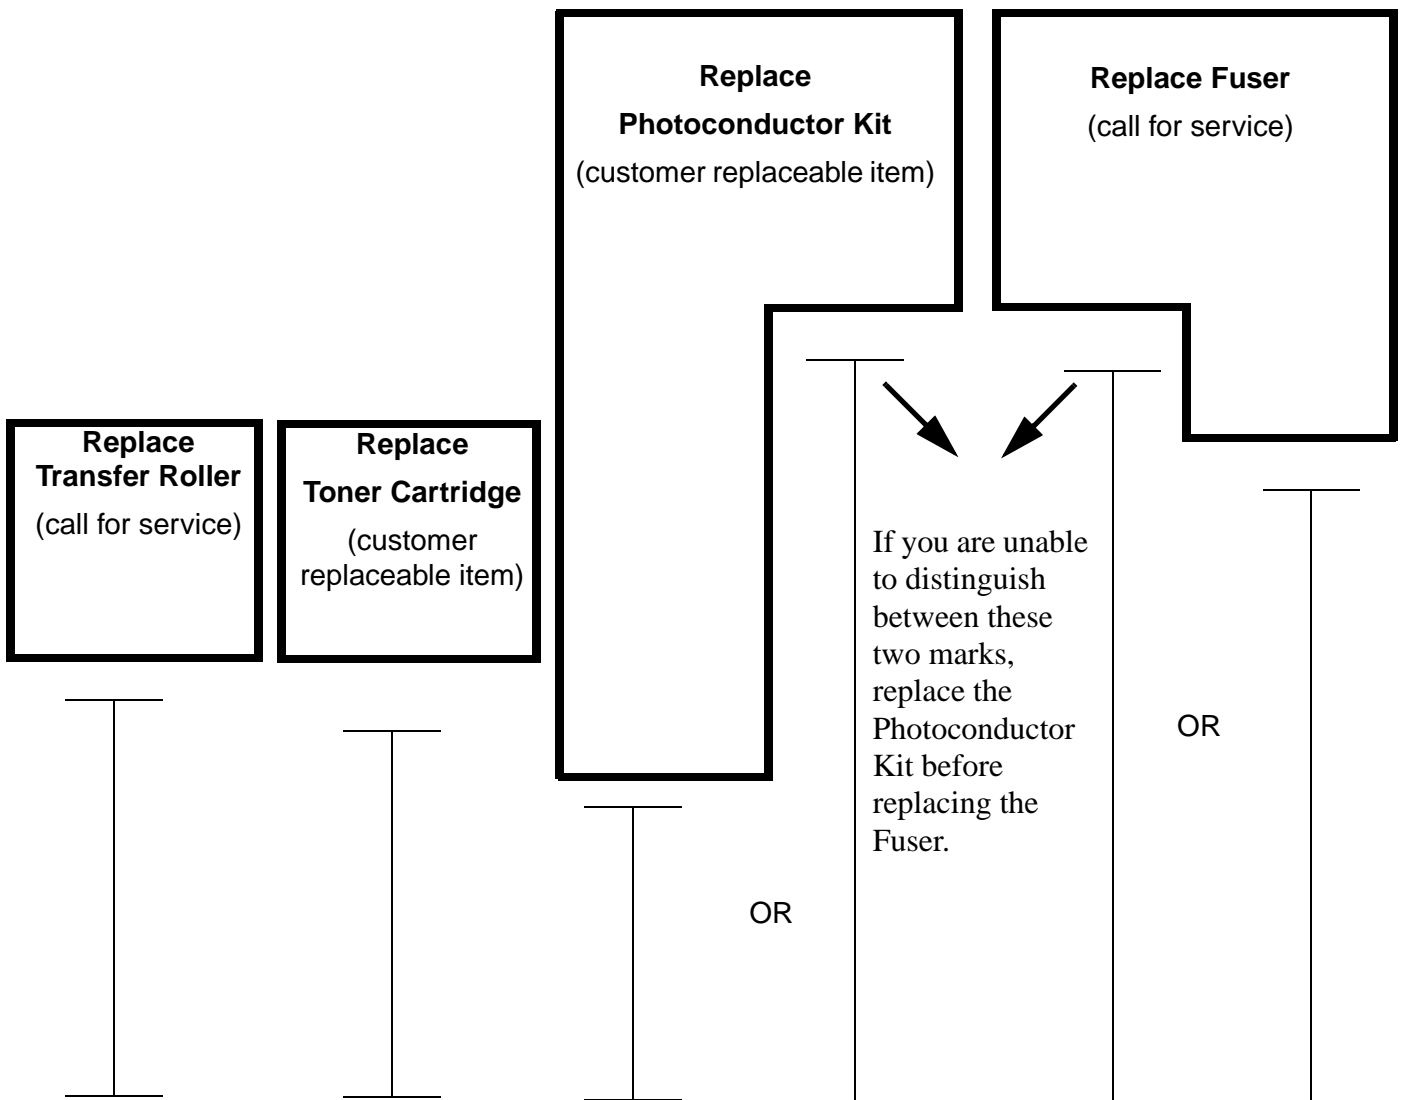 Replace
Photoconductor Kit
(customer replaceable item)
Replace Fuser
(call for service)
Replace
Transfer Roller
(call for service)
Replace
Toner Cartridge
(customer
replaceable item)
If you are unable
to distinguish
between these
two marks,
replace the
Photoconductor
Kit before
replacing the
Fuser.
OR
OR